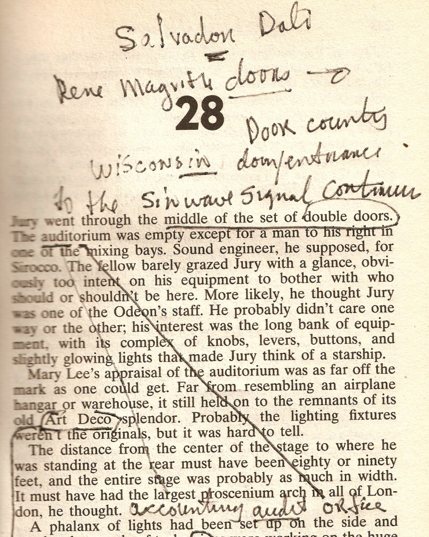 Salvadon Dali
Rene Magritte doons
28
Doon county
Wisconsin doom/entnance
to the Sinwave Signal Continuum
Jury went through the middle of the set of double doors.
The auditorium was empty except for a man to his right in
one of the mixing bays. Sound engineer, he supposed, for
Sirocco. The fellow barely grazed Jury with a glance, obvi-
ously too intent on his equipment to bother with who
should or shouldn't be here. More likely, he thought Jury
was one of the Odeon's staff. He probably didn't care one
way or the other; his interest was the long bank of equip-
ment, with its complex of knobs, levers, buttons, and
slightly glowing lights that made Jury think of a starship.
Mary Lee's appraisal of the auditorium was as far off the
mark as one could get. Far from resembling an airplane
hangar or warehouse, it still held on to the remnants of its
old Art Deco splendor. Probably the lighting fixtures
weren't the originals, but it was hard to tell.
The distance from the center of the stage to where he
was standing at the rear must have been eighty or ninety
feet, and the entire stage was probably as much in width.
It must have had the largest proscenium arch in all of Lon-
don, he thought. accounting audit office
A phalanx of lights had been set up on the side and